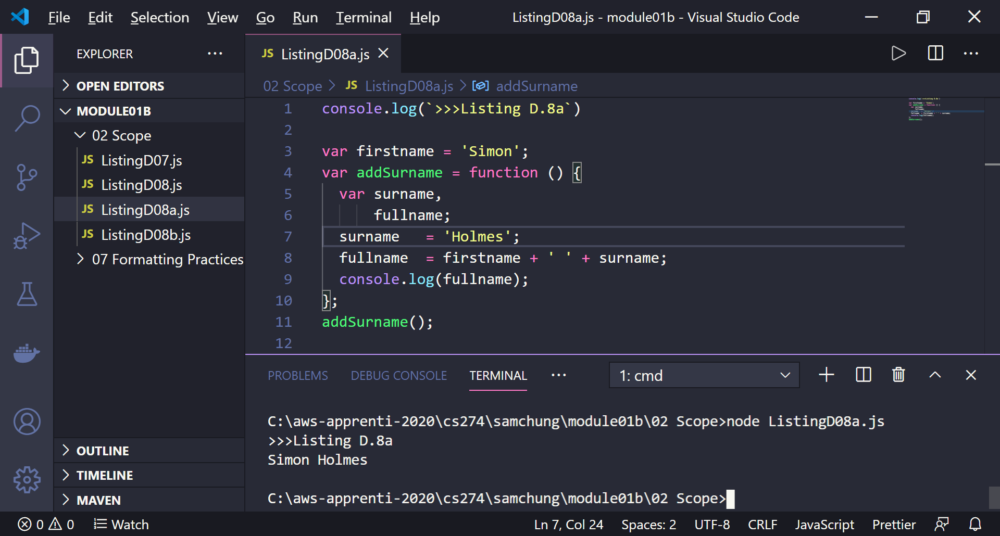 File Edit Selection View Go Run Terminal Help ListingD08a.js - module01b - Visual Studio Code
EXPLORER
OPEN EDITORS
MODULE01B
02 Scope
JS ListingD07.js
JS ListingD08.js
JS ListingD08a.js
JS ListingD08b.js
07 Formatting Practices
OUTLINE
TIMELINE
MAVEN
JS ListingD08a.js
02 Scope > JS ListingD08a.js > addSurname
1 console.log(`>>>Listing D.8a`)
2
3 var firstname = 'Simon';
4 var addSurname = function () {
5 var surname,
6 fullname;
7 surname = 'Holmes';
8 fullname = firstname + ' ' + surname;
9 console.log(fullname);
10 };
11 addSurname();
12
PROBLEMS DEBUG CONSOLE TERMINAL ··· 1: cmd
C:\aws-apprenti-2020\cs274\samchung\module01b\02 Scope>node ListingD08a.js
>>>Listing D.8a
Simon Holmes
C:\aws-apprenti-2020\cs274\samchung\module01b\02 Scope>
0 0 Watch Ln 7, Col 24 Spaces: 2 UTF-8 CRLF JavaScript Prettier